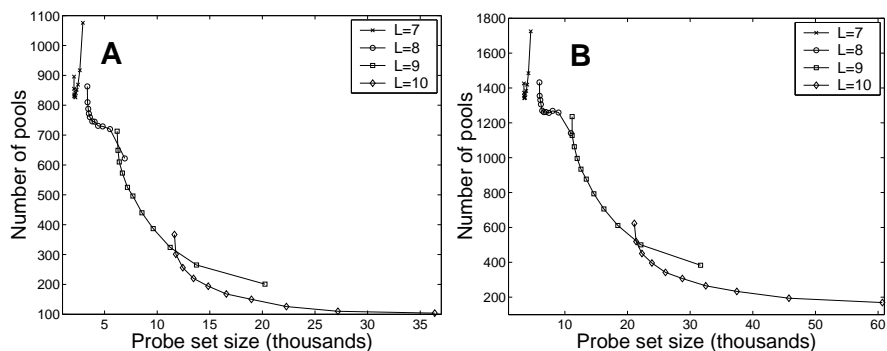 A
L=7
L=8
L=9
L=10
Number of pools
1100
1000
900
800
700
600
500
400
300
200
100
5
10
15
20
25
30
35
Probe set size (thousands)
B
L=7
L=8
L=9
L=10
Number of pools
1800
1600
1400
1200
1000
800
600
400
200
10
20
30
40
50
60
Probe set size (thousands)